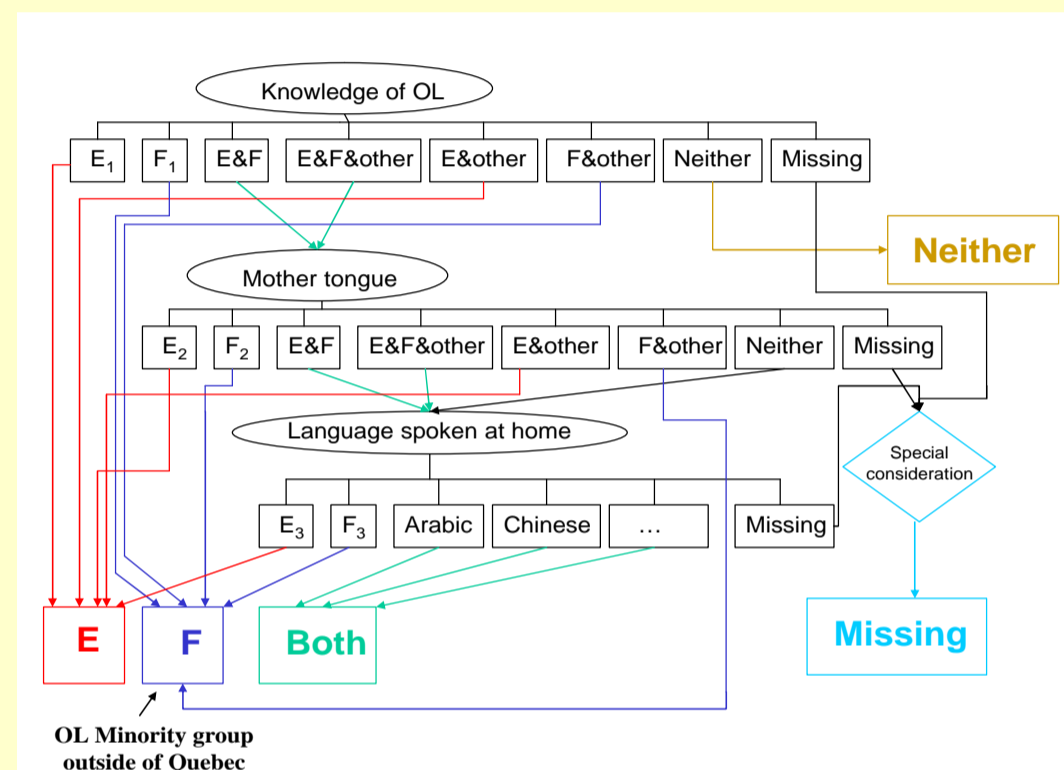 Knowledge of OL
E₁ F₁ E&F E&F&other E&other F&other Neither Missing
Neither
Mother tongue
E₂ F₂ E&F E&F&other E&other F&other Neither Missing
Language spoken at home
Special
consideration
E₃ F₃ Arabic Chinese … Missing
E F Both Missing
OL Minority group
outside of Quebec